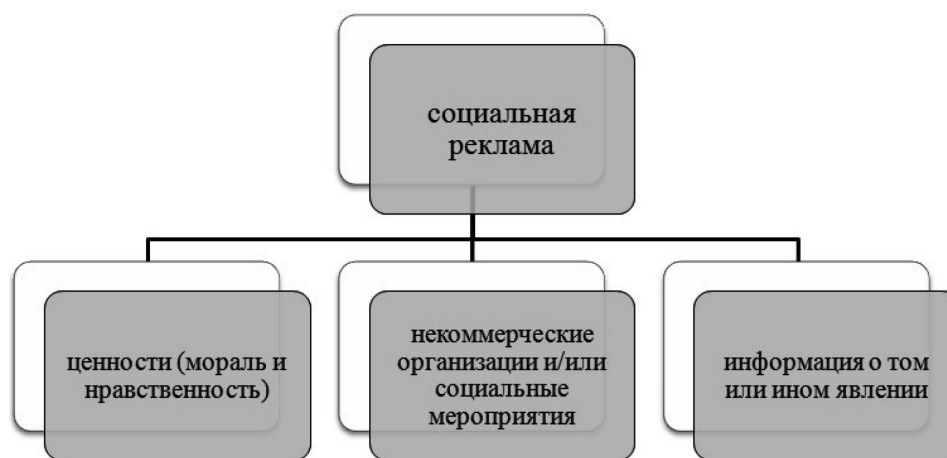 социальная
реклама
ценности (мораль и
нравственность)
некоммерческие
организации и/или
социальные
мероприятия
информация о том
или ином явлении